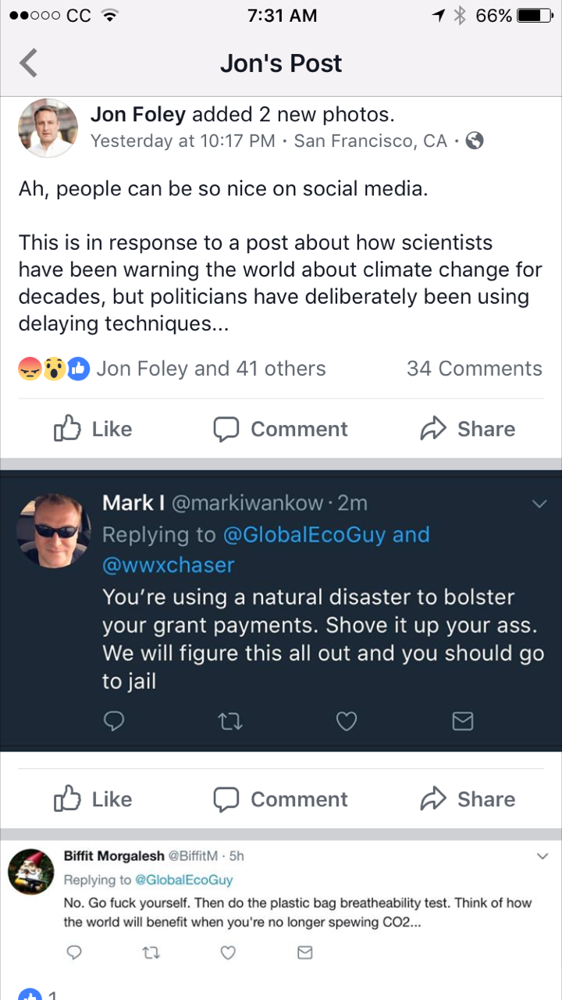 CC 7:31 AM 66%
Jon's Post
Jon Foley added 2 new photos.
Yesterday at 10:17 PM · San Francisco, CA ·
Ah, people can be so nice on social media.
This is in response to a post about how scientists
have been warning the world about climate change for
decades, but politicians have deliberately been using
delaying techniques...
Jon Foley and 41 others 34 Comments
Like Comment Share
Mark I @markiwankow · 2m
Replying to @GlobalEcoGuy and
@wwxchaser
You’re using a natural disaster to bolster
your grant payments. Shove it up your ass.
We will figure this all out and you should go
to jail
Like Comment Share
Biffit Morgalesh @BiffitM · 5h
Replying to @GlobalEcoGuy
No. Go fuck yourself. Then do the plastic bag breatheability test. Think of how
the world will benefit when you're no longer spewing CO2...
1